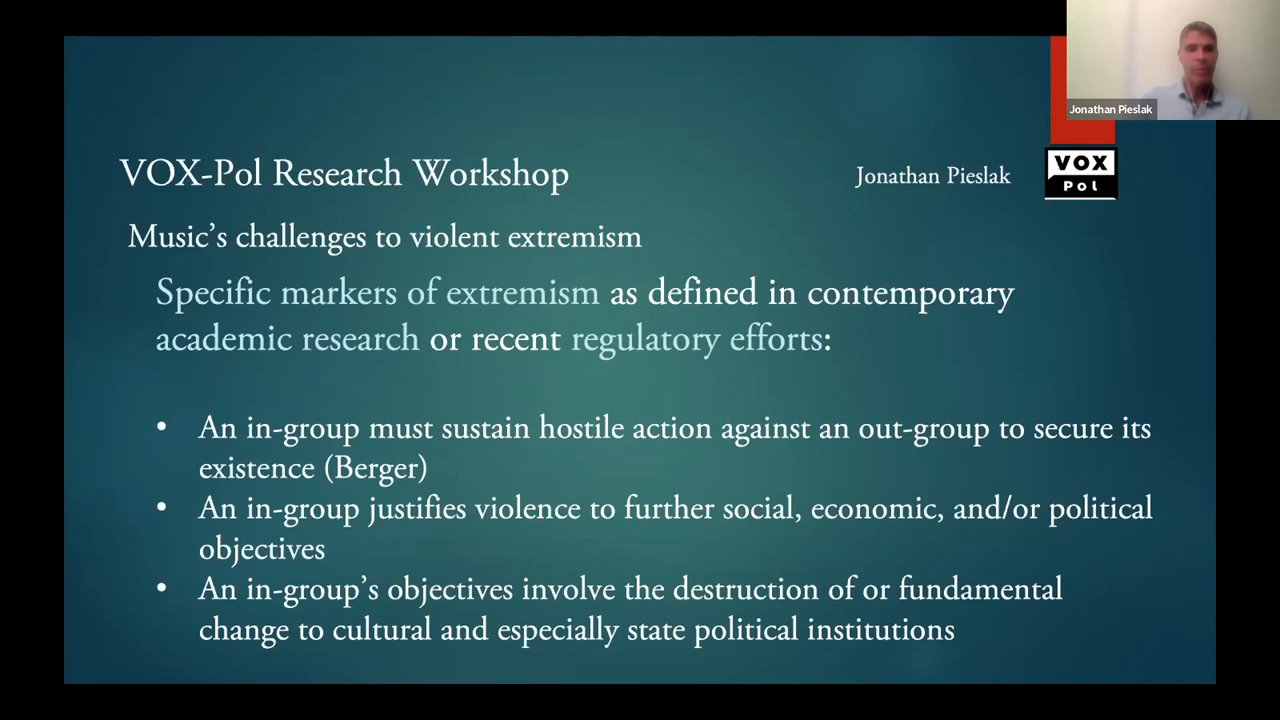 Jonathan Pieslak
VOX-Pol Research Workshop
Jonathan Pieslak
VOX
Pol
Music’s challenges to violent extremism
Specific markers of extremism as defined in contemporary
academic research or recent regulatory efforts:
• An in-group must sustain hostile action against an out-group to secure its
existence (Berger)
• An in-group justifies violence to further social, economic, and/or political
objectives
• An in-group’s objectives involve the destruction of or fundamental
change to cultural and especially state political institutions